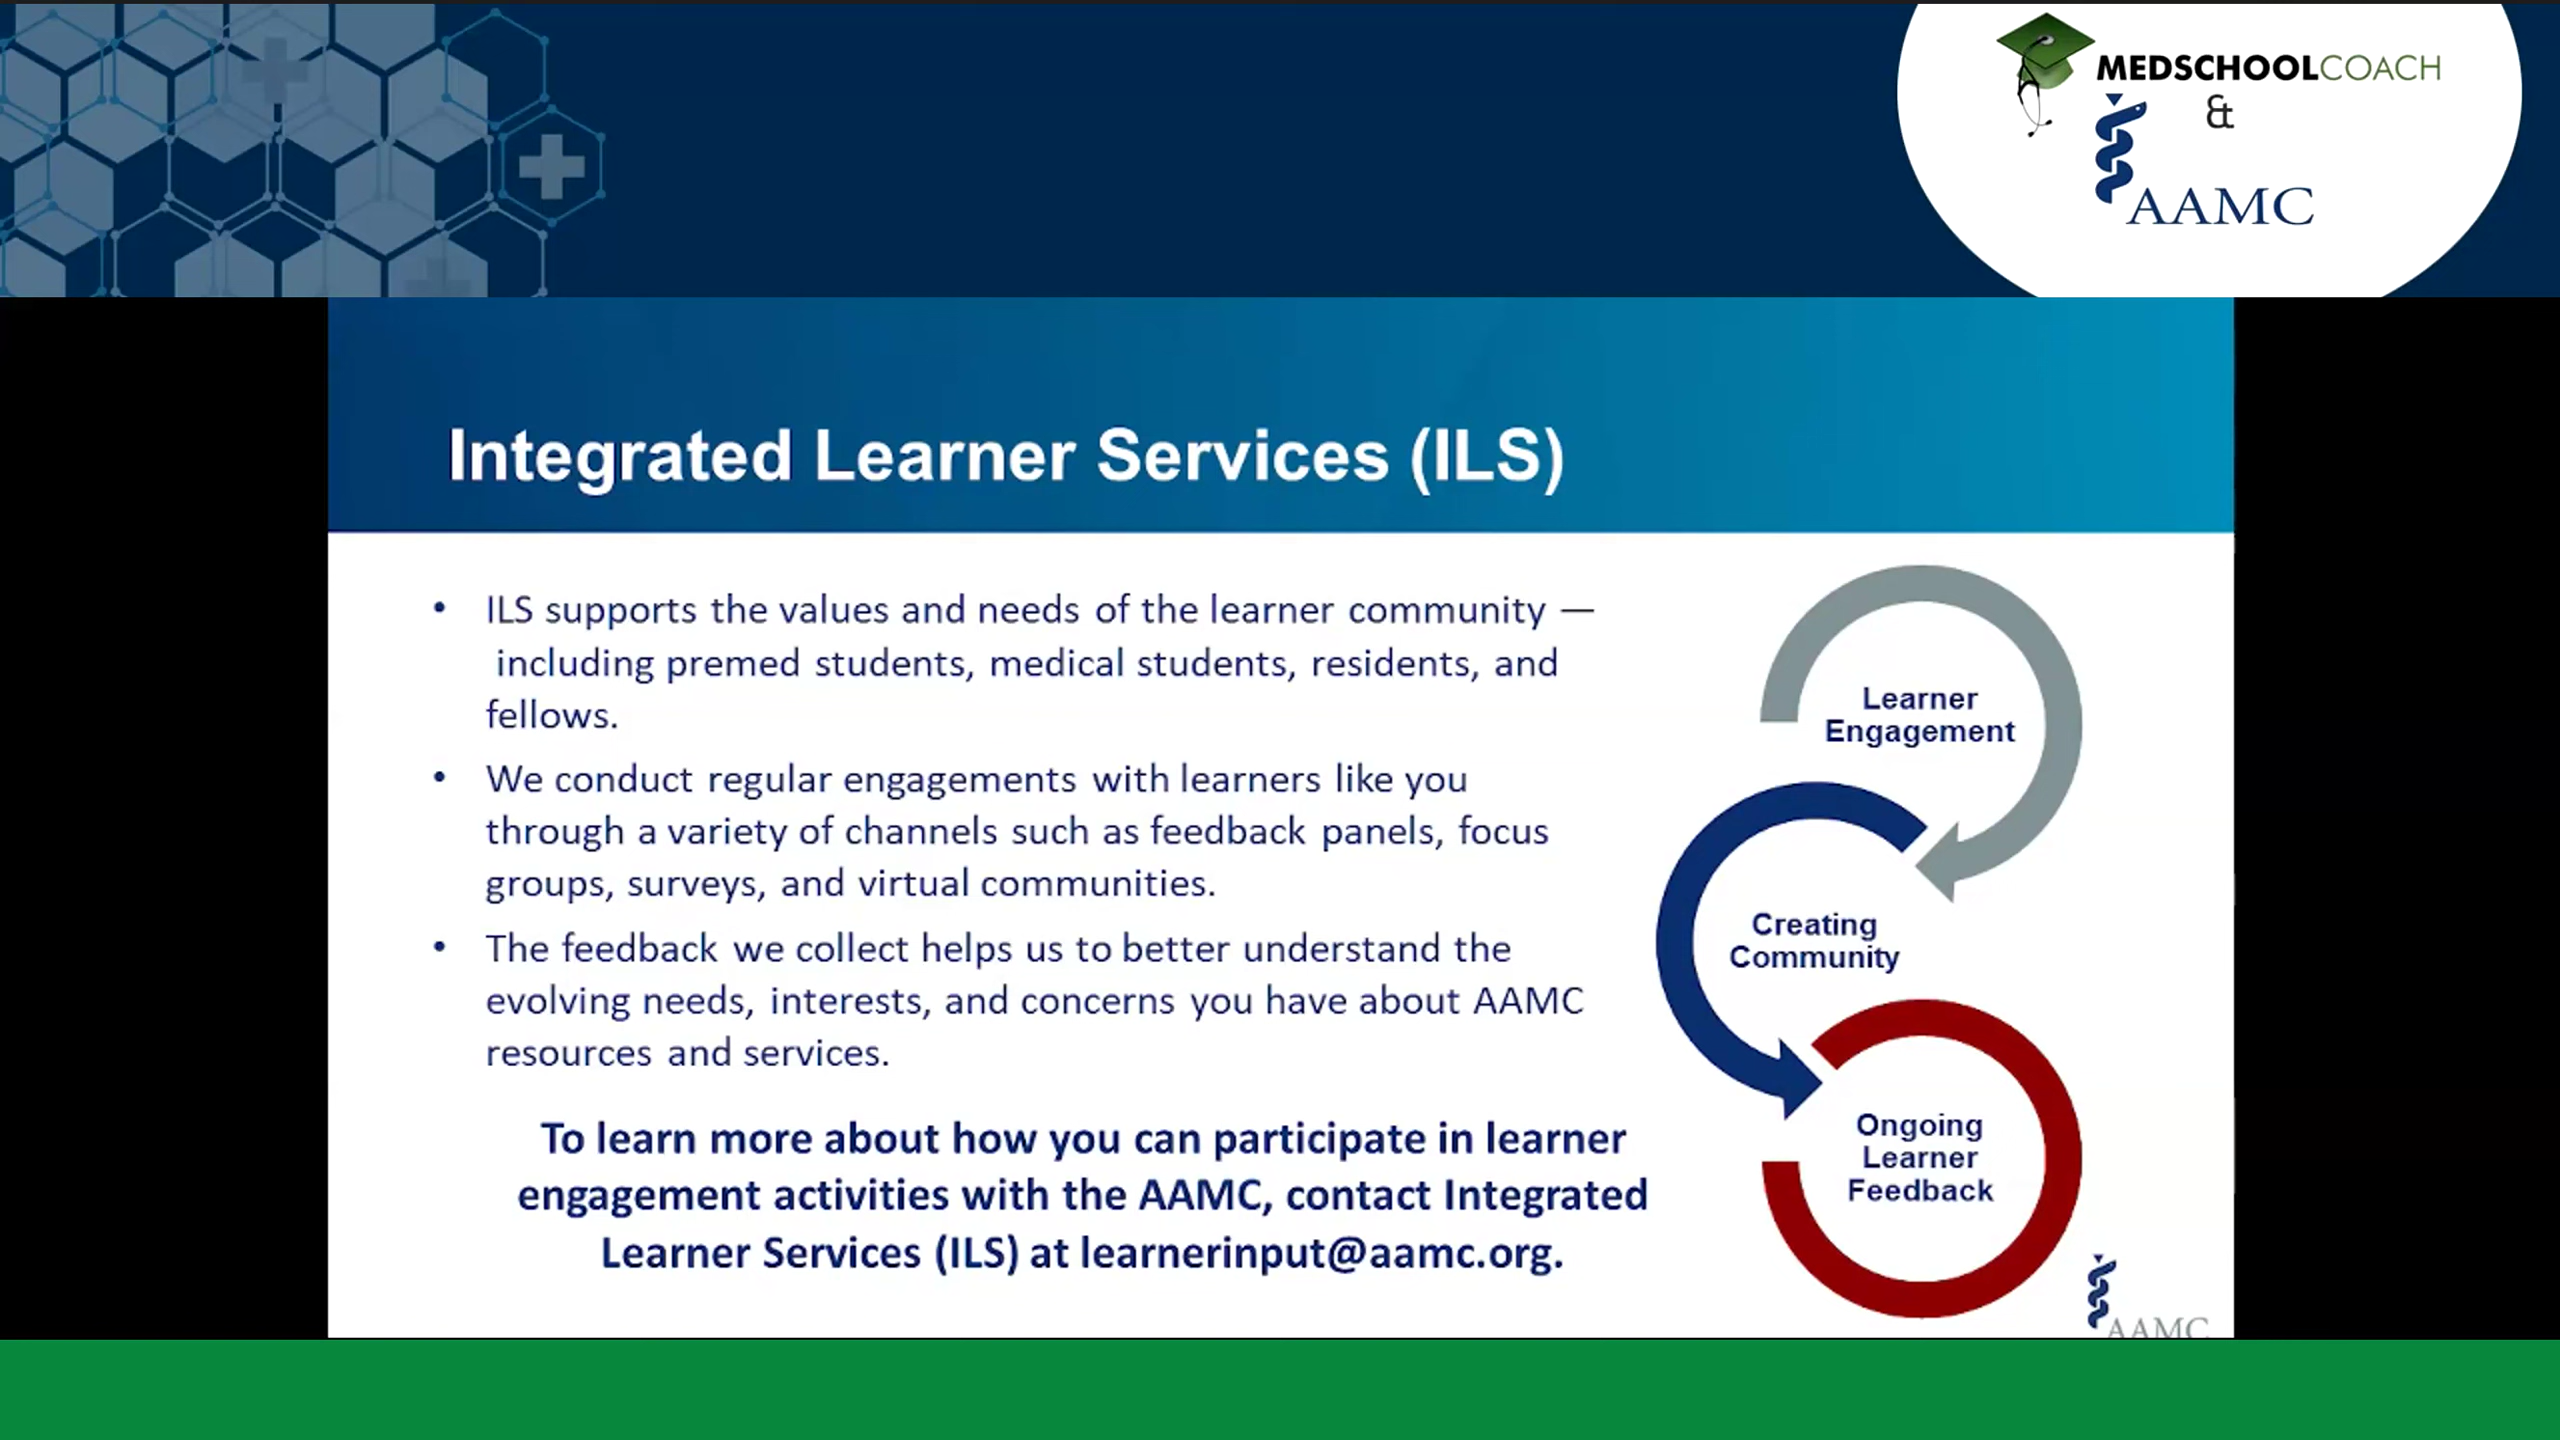 MEDSCHOOLCOACH
&
AAMC
Integrated Learner Services (ILS)
• ILS supports the values and needs of the learner community —
including premed students, medical students, residents, and
fellows.
• We conduct regular engagements with learners like you
through a variety of channels such as feedback panels, focus
groups, surveys, and virtual communities.
• The feedback we collect helps us to better understand the
evolving needs, interests, and concerns you have about AAMC
resources and services.
To learn more about how you can participate in learner
engagement activities with the AAMC, contact Integrated
Learner Services (ILS) at learnerinput@aamc.org.
Learner
Engagement
Creating
Community
Ongoing
Learner
Feedback
AAMC